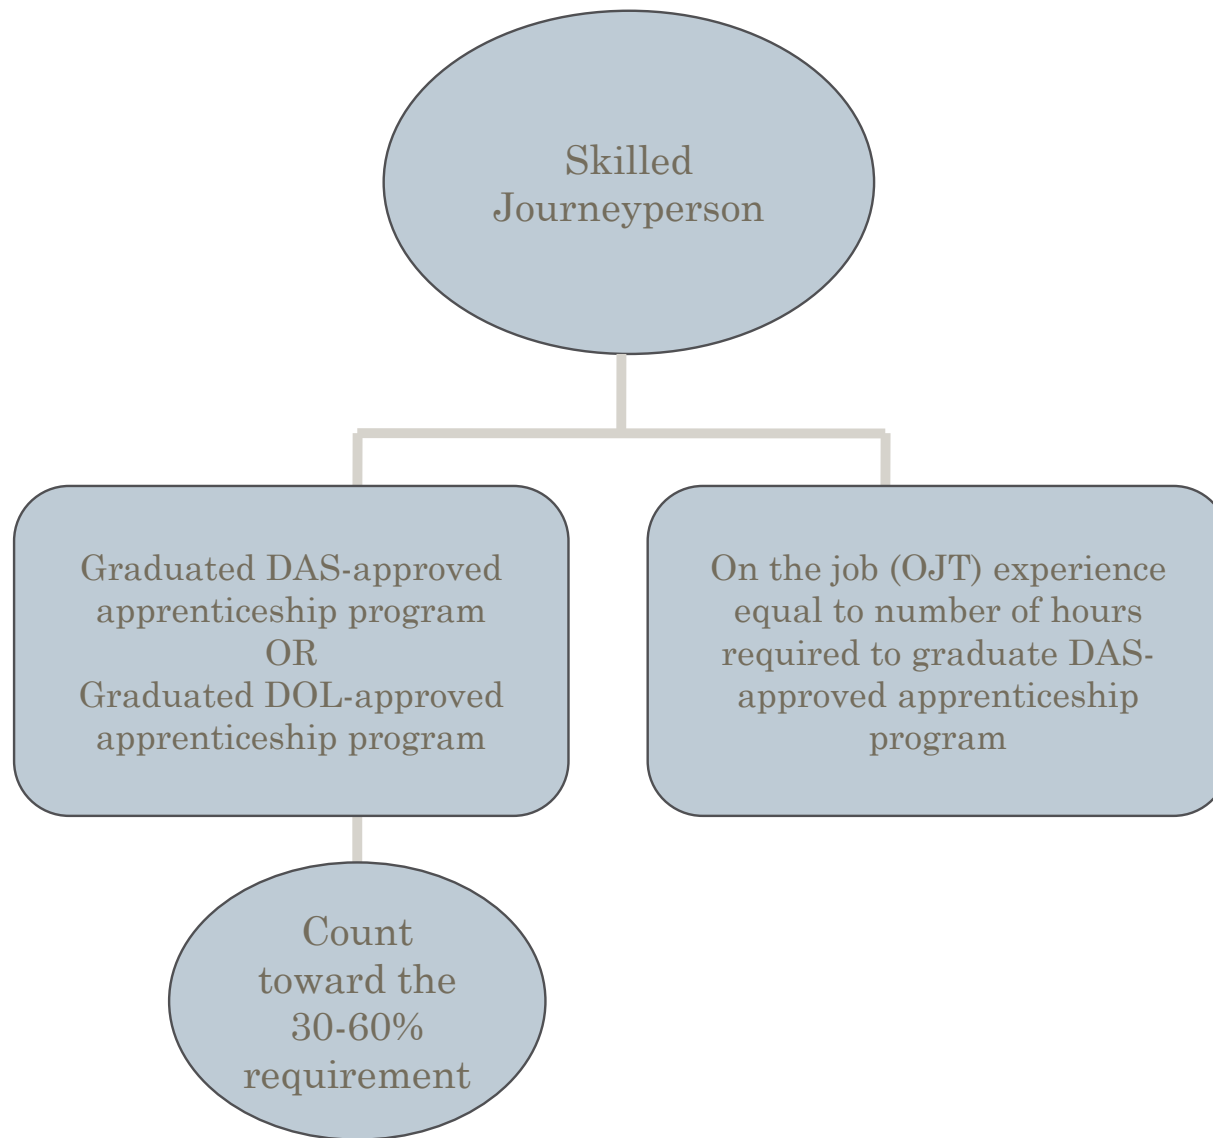 Skilled
Journeyperson
Graduated DAS-approved
apprenticeship program
OR
Graduated DOL-approved
apprenticeship program
On the job (OJT) experience
equal to number of hours
required to graduate DAS-
approved apprenticeship
program
Count
toward the
30-60%
requirement